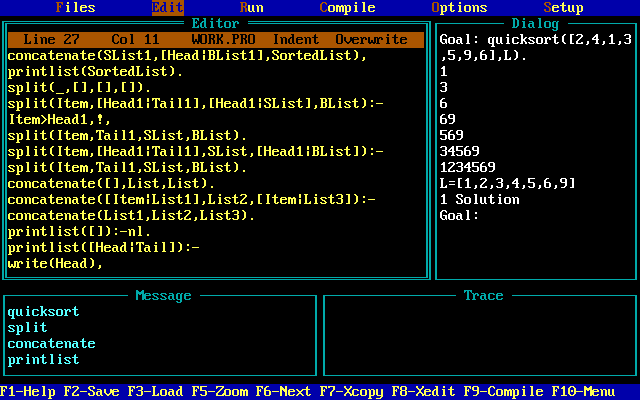 Files Edit Run Compile Options Setup
Editor
Line 27 Col 11 WORK.PRO Indent Overwrite
concatenate(SList1,[Head¦BList1],SortedList),
printlist(SortedList).
split(_,[],[],[]).
split(Item,[Head1¦Tail1],[Head1¦SList],BList):-
Item>Head1,!,
split(Item,Tail1,SList,BList).
split(Item,[Head1¦Tail1],SList,[Head1¦BList]):-
split(Item,Tail1,SList,BList).
concatenate([],List,List).
concatenate([Item¦List1],List2,[Item¦List3]):-
concatenate(List1,List2,List3).
printlist([]):-nl.
printlist([Head¦Tail]):-
write(Head),
Dialog
Goal: quicksort([2,4,1,3
,5,9,6],L).
1
3
6
69
569
34569
1234569
L=[1,2,3,4,5,6,9]
1 Solution
Goal:
Message
quicksort
split
concatenate
printlist
Trace
F1-Help F2-Save F3-Load F5-Zoom F6-Next F7-Xcopy F8-Xedit F9-Compile F10-Menu